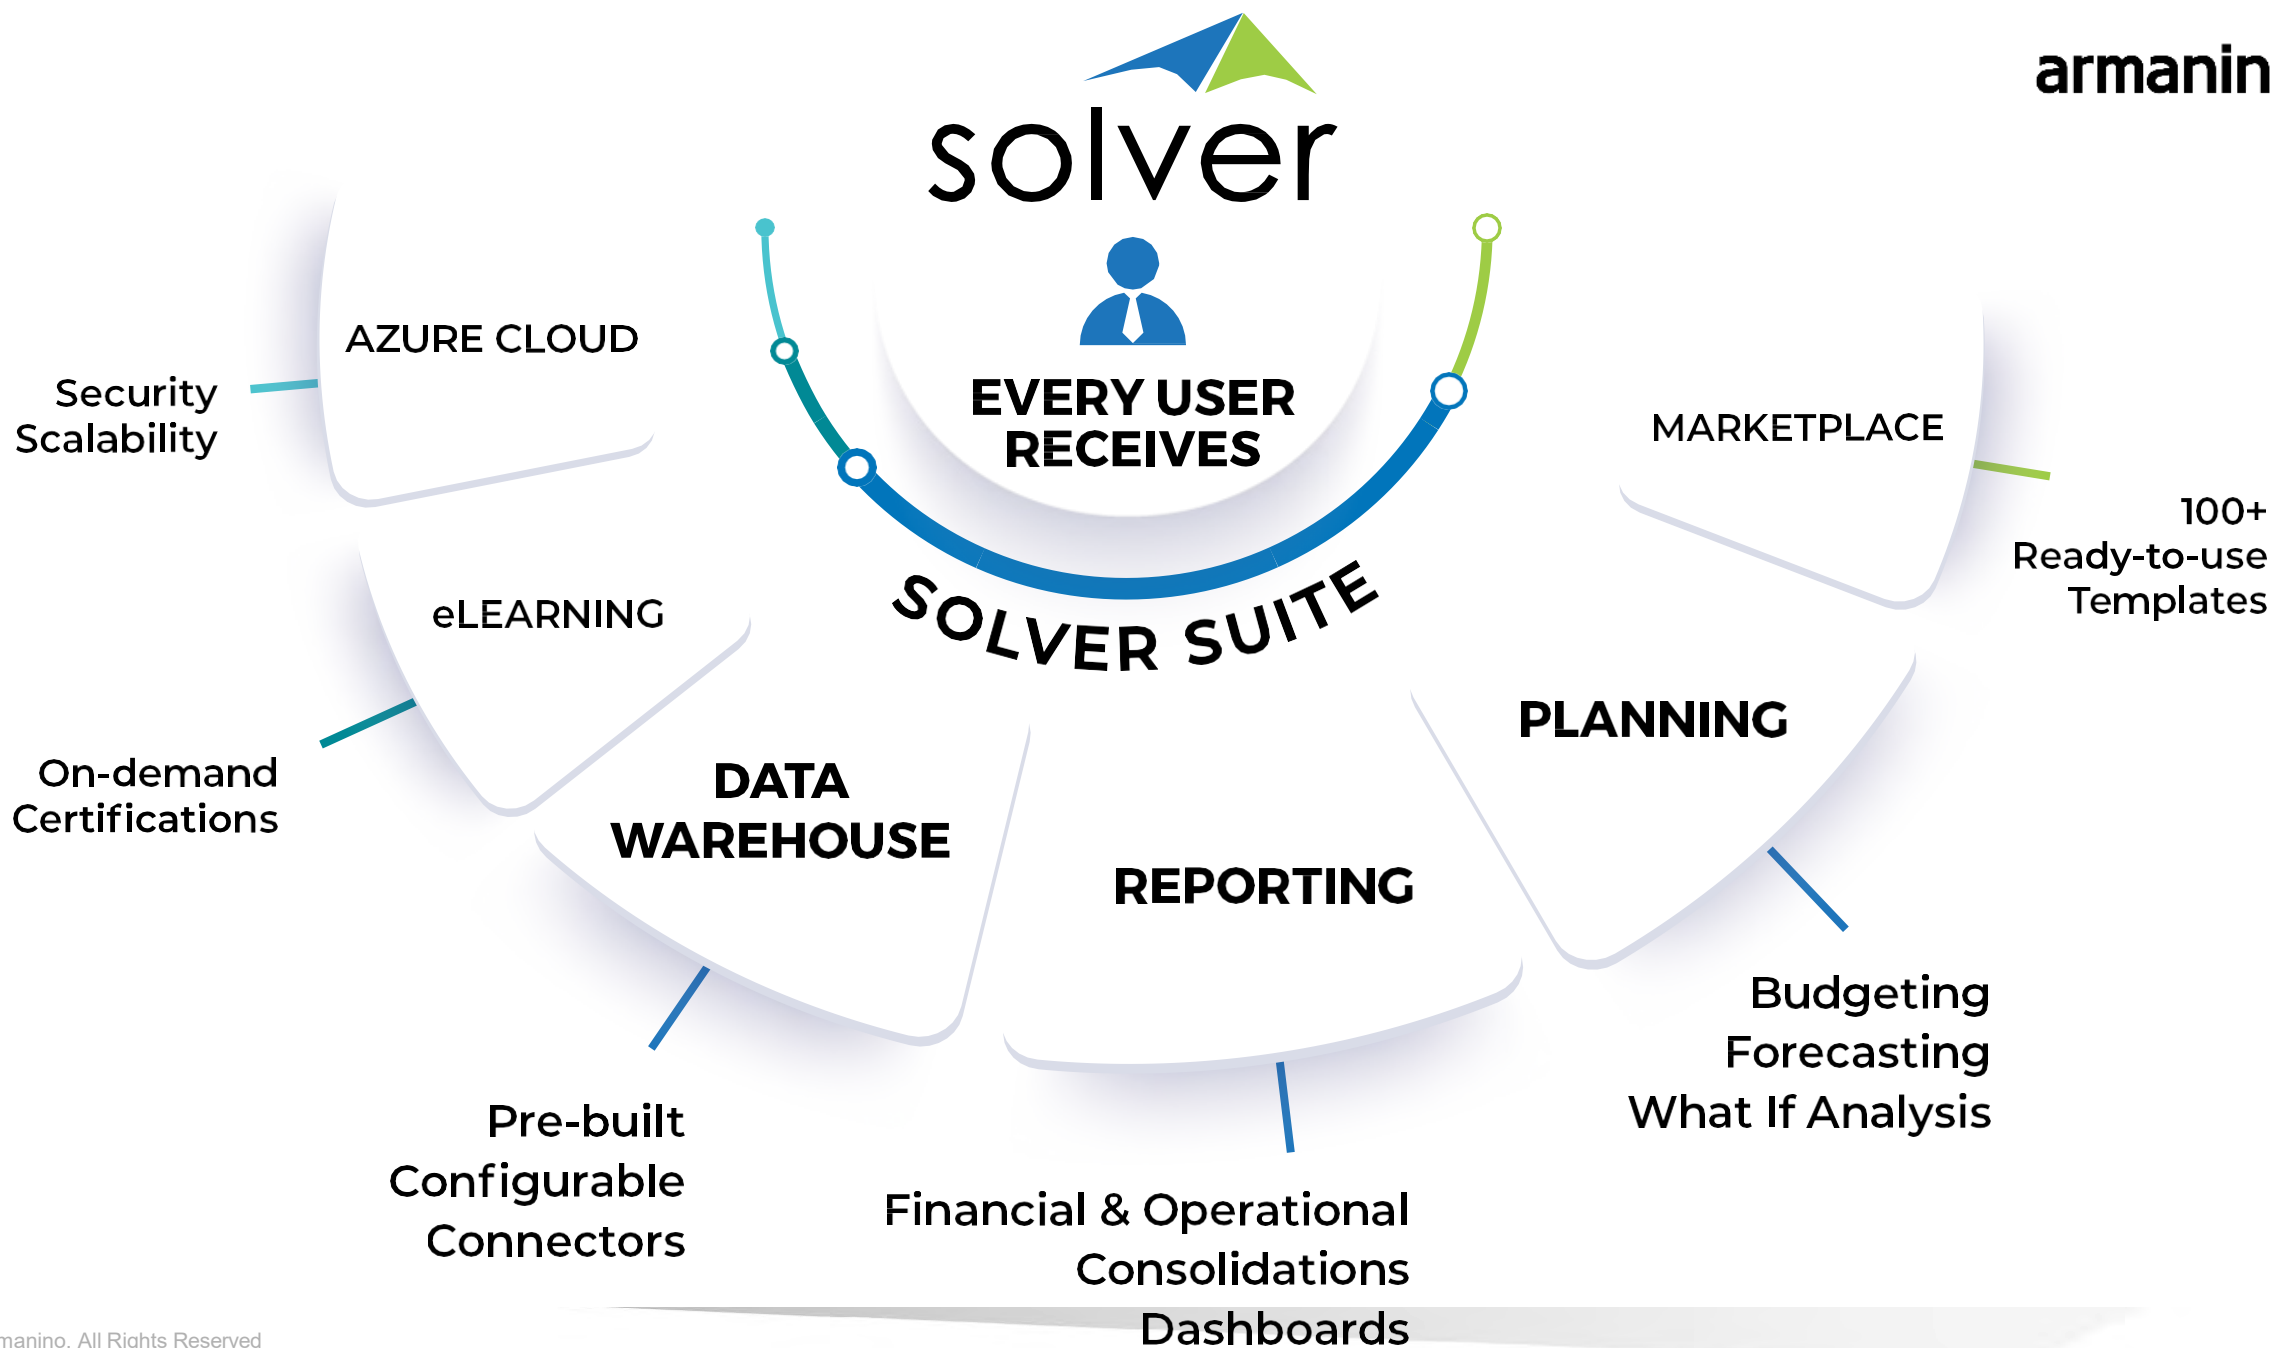 solver
armanin
EVERY USER
RECEIVES
SOLVER SUITE
AZURE CLOUD
Security
Scalability
eLEARNING
On-demand
Certifications
DATA
WAREHOUSE
Pre-built
Configurable
Connectors
REPORTING
Financial & Operational
Consolidations
Dashboards
PLANNING
Budgeting
Forecasting
What If Analysis
MARKETPLACE
100+
Ready-to-use
Templates
manino. All Rights Reserved